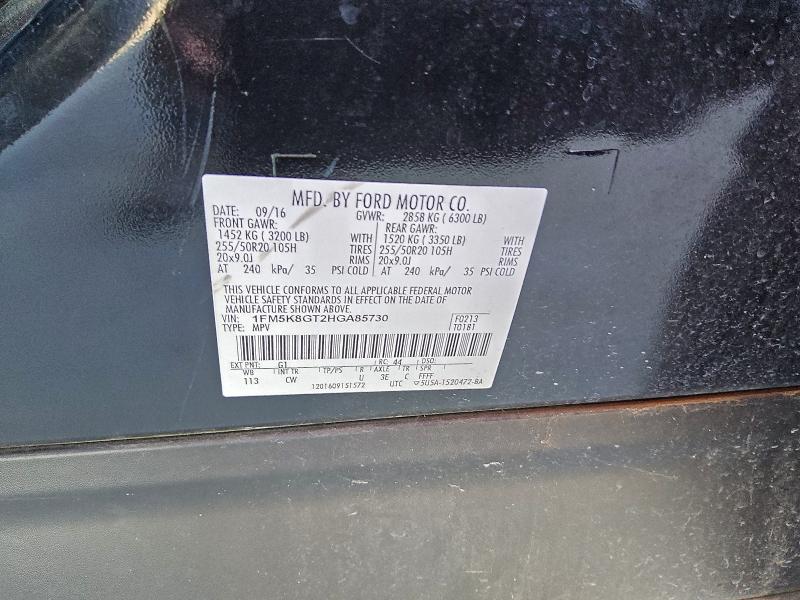 MFD. BY FORD MOTOR CO.
DATE: 09/16 GVWR: 2858 KG ( 6300 LB)
FRONT GAWR: REAR GAWR:
1452 KG ( 3200 LB) WITH 1520 KG ( 3350 LB) WITH
255/50R20 105H TIRES 255/50R20 105H TIRES
20x9.0J RIMS 20x9.0J RIMS
AT 240 kPa/ 35 PSI COLD AT 240 kPa/ 35 PSI COLD
THIS VEHICLE CONFORMS TO ALL APPLICABLE FEDERAL MOTOR
VEHICLE SAFETY STANDARDS IN EFFECT ON THE DATE OF
MANUFACTURE SHOWN ABOVE.
VIN: 1FM5K8GT2HGA85730 F0213
TYPE: MPV T0181
EXT PNT: G1 RC: 44 DSO:
WB INT TR TP/PS R AXLE TR SPR
113 CW U 3E C FFFF
1201609151572 UTC ▽5U5A-1520472-BA